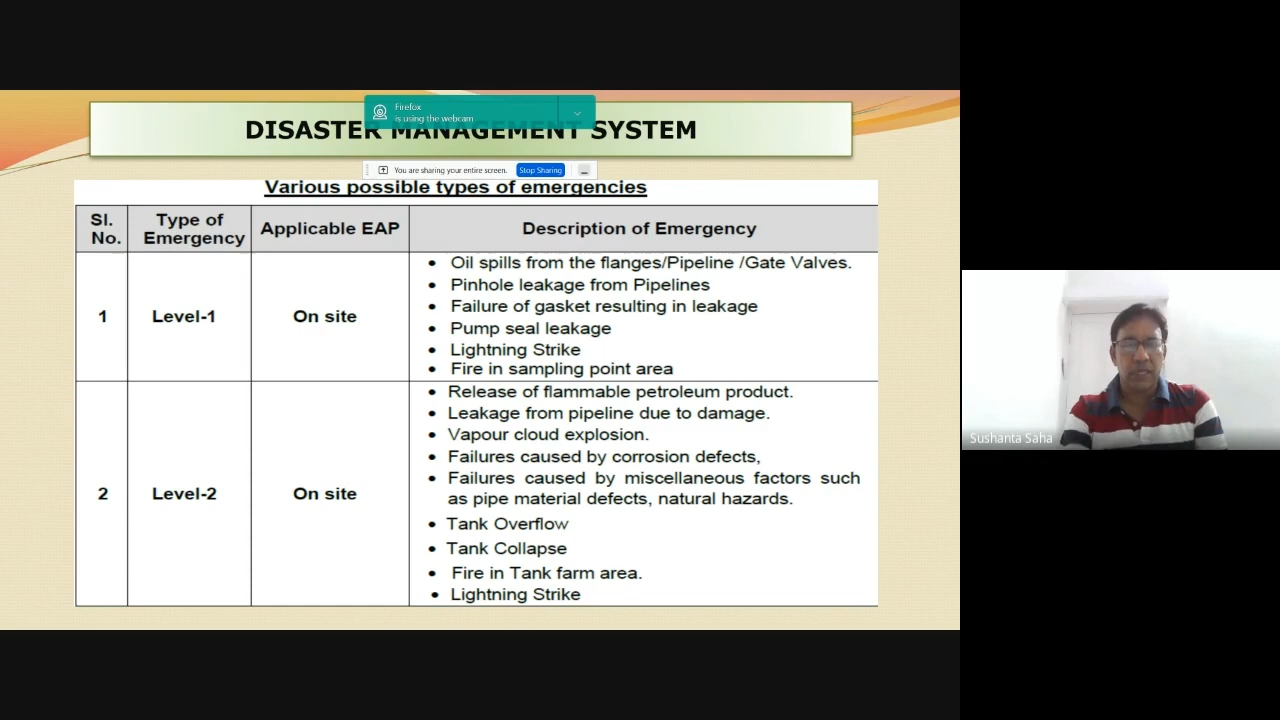 Firefox
is using the webcam
DISASTER MANAGEMENT SYSTEM
You are sharing your entire screen. Stop Sharing
Various possible types of emergencies
Sl. No. Type of Emergency Applicable EAP Description of Emergency
1 Level-1 On site
• Oil spills from the flanges/Pipeline /Gate Valves.
• Pinhole leakage from Pipelines
• Failure of gasket resulting in leakage
• Pump seal leakage
• Lightning Strike
• Fire in sampling point area
2 Level-2 On site
• Release of flammable petroleum product.
• Leakage from pipeline due to damage.
• Vapour cloud explosion.
• Failures caused by corrosion defects,
• Failures caused by miscellaneous factors such
as pipe material defects, natural hazards.
• Tank Overflow
• Tank Collapse
• Fire in Tank farm area.
• Lightning Strike
Sushanta Saha